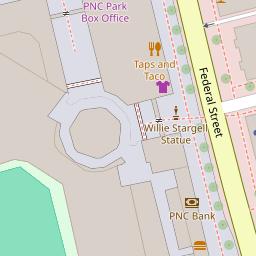 PNC Park
Box Office
Taps and
Taco
Federal Street
Willie Stargell
Statue
PNC Bank